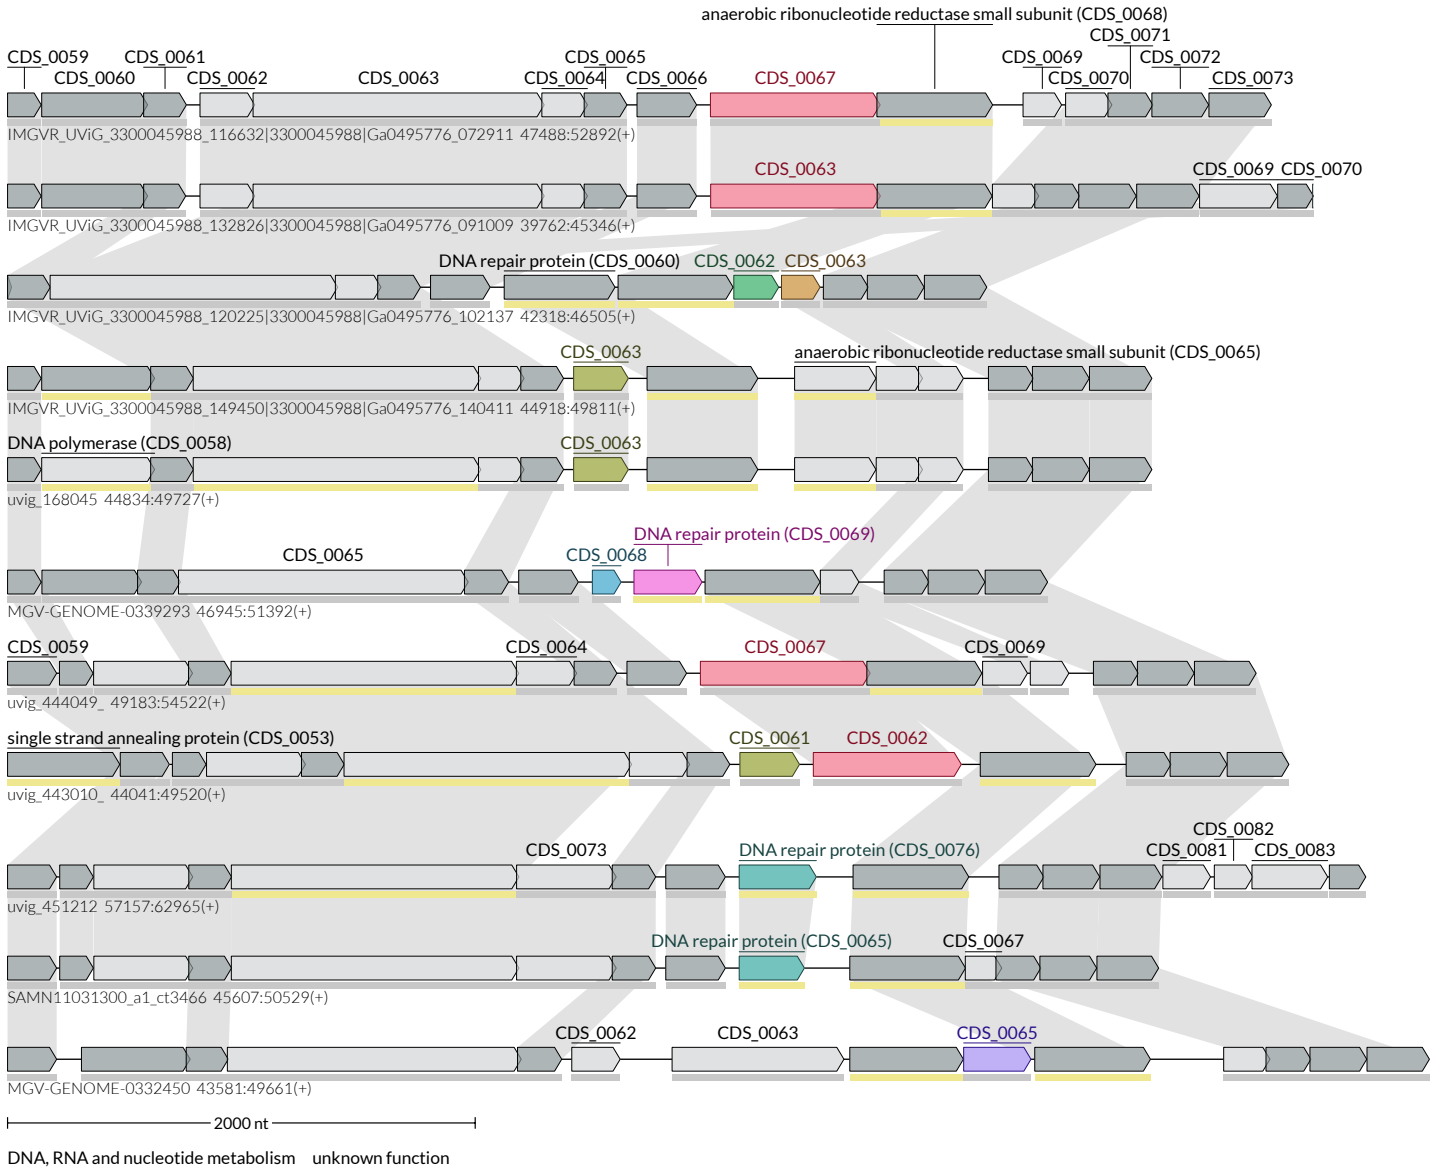 anaerobic ribonucleotide reductase small subunit (CDS_0068)
CDS_0071
CDS_0059 CDS_0061 CDS_0065 CDS_0069 CDS_0072
CDS_0060 CDS_0062 CDS_0063 CDS_0064 CDS_0066 CDS_0067 CDS_0070 CDS_0073
IMGVR_UViG_3300045988_116632|3300045988|Ga0495776_072911 47488:52892(+)
CDS_0063 CDS_0069 CDS_0070
IMGVR_UViG_3300045988_132826|3300045988|Ga0495776_091009 39762:45346(+)
DNA repair protein (CDS_0060) CDS_0062 CDS_0063
IMGVR_UViG_3300045988_120225|3300045988|Ga0495776_102137 42318:46505(+)
CDS_0063 anaerobic ribonucleotide reductase small subunit (CDS_0065)
IMGVR_UViG_3300045988_149450|3300045988|Ga0495776_140411 44918:49811(+)
DNA polymerase (CDS_0058) CDS_0063
uvig_168045 44834:49727(+)
DNA repair protein (CDS_0069)
CDS_0065 CDS_0068
MGV-GENOME-0339293 46945:51392(+)
CDS_0059 CDS_0064 CDS_0067 CDS_0069
uvig_444049_ 49183:54522(+)
single strand annealing protein (CDS_0053) CDS_0061 CDS_0062
uvig_443010_ 44041:49520(+)
CDS_0082
CDS_0073 DNA repair protein (CDS_0076) CDS_0081 CDS_0083
uvig_451212 57157:62965(+)
DNA repair protein (CDS_0065) CDS_0067
SAMN11031300_a1_ct3466 45607:50529(+)
CDS_0062 CDS_0063 CDS_0065
MGV-GENOME-0332450 43581:49661(+)
2000 nt
DNA, RNA and nucleotide metabolism unknown function